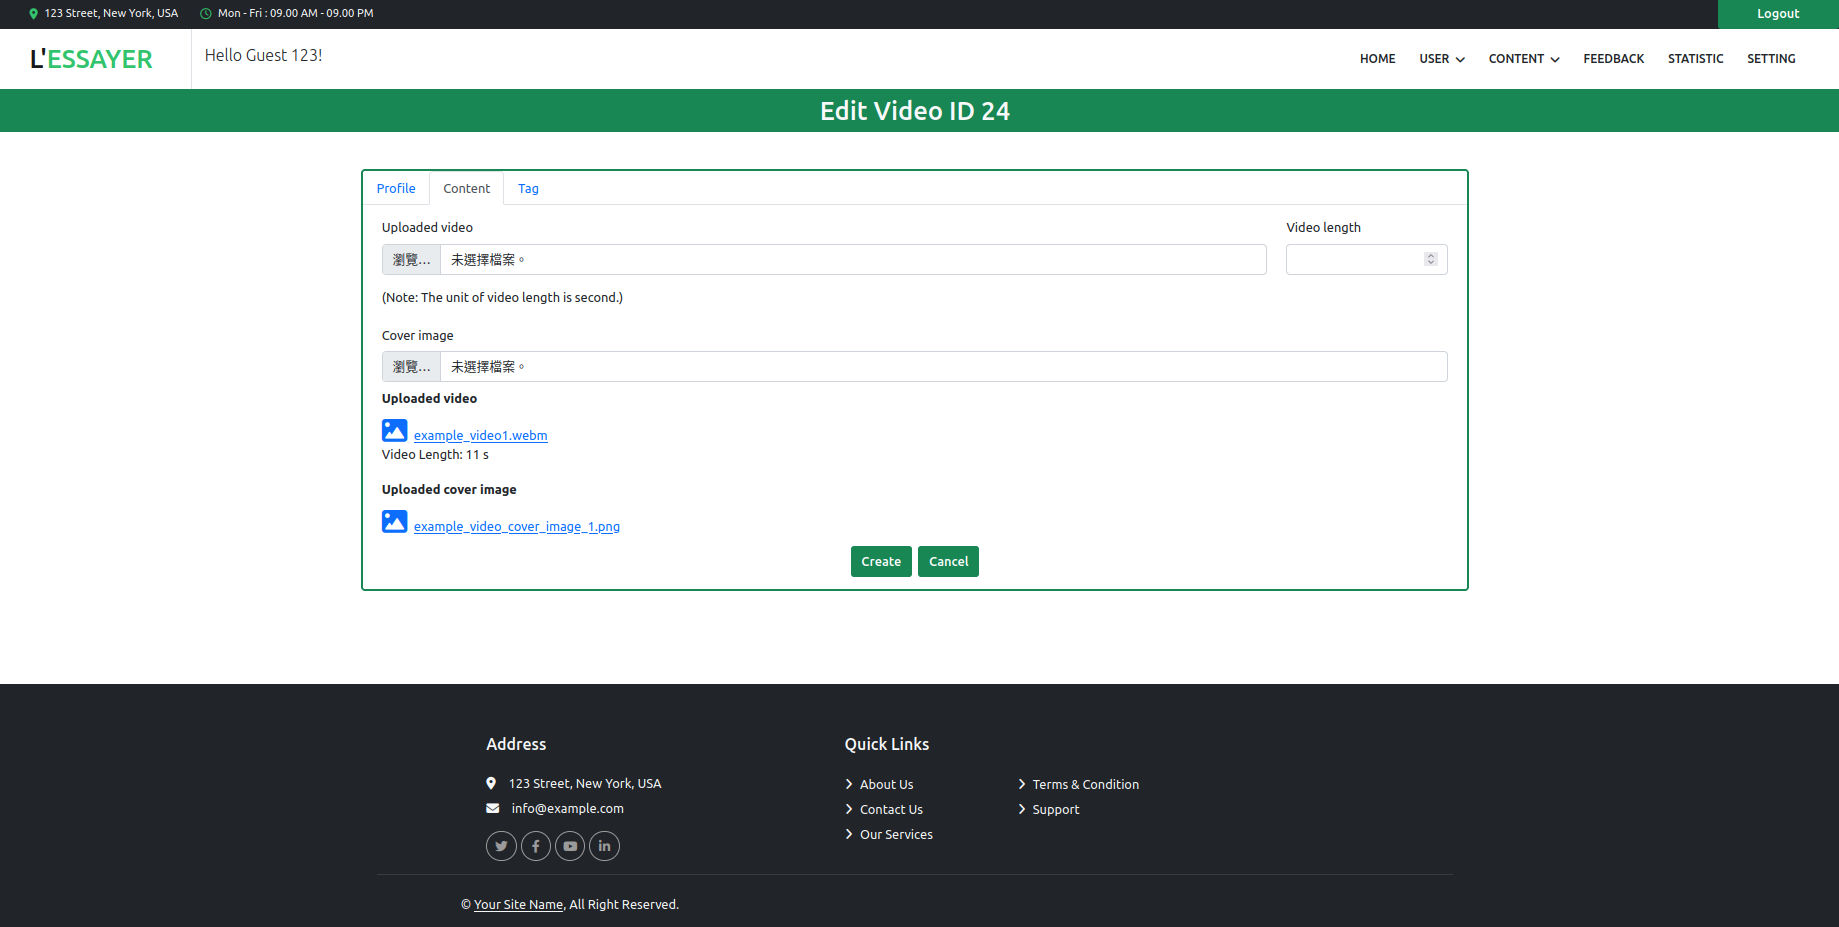 123 Street, New York, USA
Mon - Fri : 09.00 AM - 09.00 PM
Logout
L'ESSAYER
Hello Guest 123!
HOME
USER
CONTENT
FEEDBACK
STATISTIC
SETTING
Edit Video ID 24
Profile
Content
Tag
Uploaded video
Video length
瀏覽... 未選擇檔案。
(Note: The unit of video length is second.)
Cover image
瀏覽... 未選擇檔案。
Uploaded video
example_video1.webm
Video Length: 11 s
Uploaded cover image
example_video_cover_image_1.png
Create
Cancel
Address
123 Street, New York, USA
info@example.com
Quick Links
About Us
Contact Us
Our Services
Terms & Condition
Support
© Your Site Name, All Right Reserved.